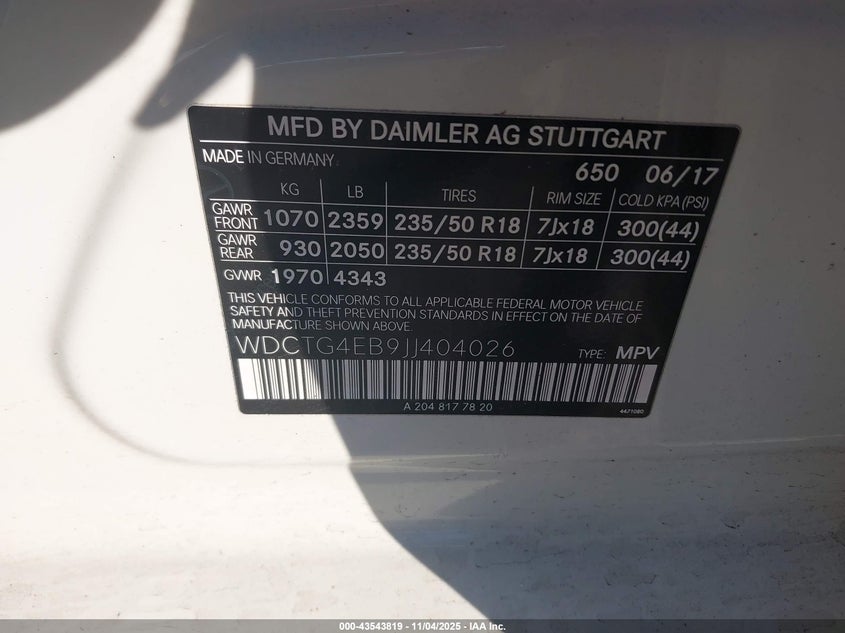 MFD BY DAIMLER AG STUTTGART
MADE IN GERMANY 650 06/17
KG LB TIRES RIM SIZE COLD KPA (PSI)
GAWR FRONT 1070 2359 235/50 R18 7Jx18 300(44)
GAWR REAR 930 2050 235/50 R18 7Jx18 300(44)
GVWR 1970 4343
THIS VEHICLE CONFORMS TO ALL APPLICABLE FEDERAL MOTOR VEHICLE
SAFETY AND THEFT PREVENTION STANDARDS IN EFFECT ON THE DATE OF
MANUFACTURE SHOWN ABOVE.
WDCTG4EB9JJ404026 TYPE: MPV
A 204 817 78 20 4471080
000-43543819 - 11/04/2025 - © IAA Inc.